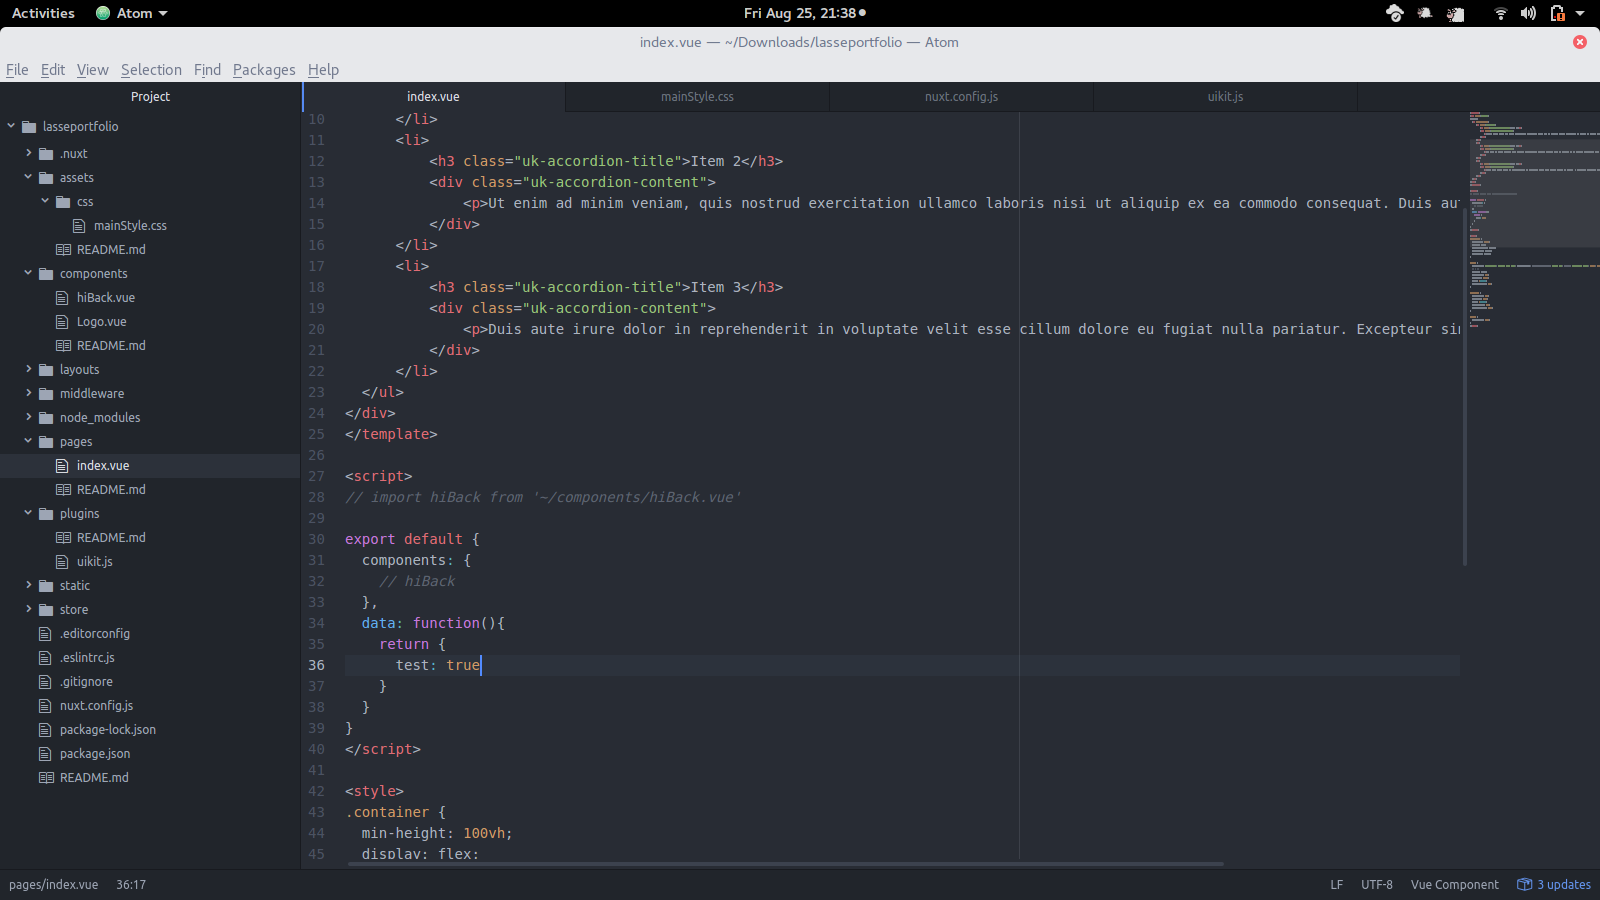 Activities Atom Fri Aug 25, 21:38
index.vue — ~/Downloads/lasseportfolio — Atom
File Edit View Selection Find Packages Help
Project
lasseportfolio
.nuxt
assets
css
mainStyle.css
README.md
components
hiBack.vue
Logo.vue
README.md
layouts
middleware
node_modules
pages
index.vue
README.md
plugins
README.md
uikit.js
static
store
.editorconfig
.eslintrc.js
.gitignore
nuxt.config.js
package-lock.json
package.json
README.md
index.vue mainStyle.css nuxt.config.js uikit.js
10 </li>
11 <li>
12 <h3 class="uk-accordion-title">Item 2</h3>
13 <div class="uk-accordion-content">
14 <p>Ut enim ad minim veniam, quis nostrud exercitation ullamco laboris nisi ut aliquip ex ea commodo consequat. Duis au
15 </div>
16 </li>
17 <li>
18 <h3 class="uk-accordion-title">Item 3</h3>
19 <div class="uk-accordion-content">
20 <p>Duis aute irure dolor in reprehenderit in voluptate velit esse cillum dolore eu fugiat nulla pariatur. Excepteur si
21 </div>
22 </li>
23 </ul>
24 </div>
25 </template>
26
27 <script>
28 // import hiBack from '~/components/hiBack.vue'
29
30 export default {
31 components: {
32 // hiBack
33 },
34 data: function(){
35 return {
36 test: true
37 }
38 }
39 }
40 </script>
41
42 <style>
43 .container {
44 min-height: 100vh;
45 display: flex;
pages/index.vue 36:17 LF UTF-8 Vue Component 3 updates